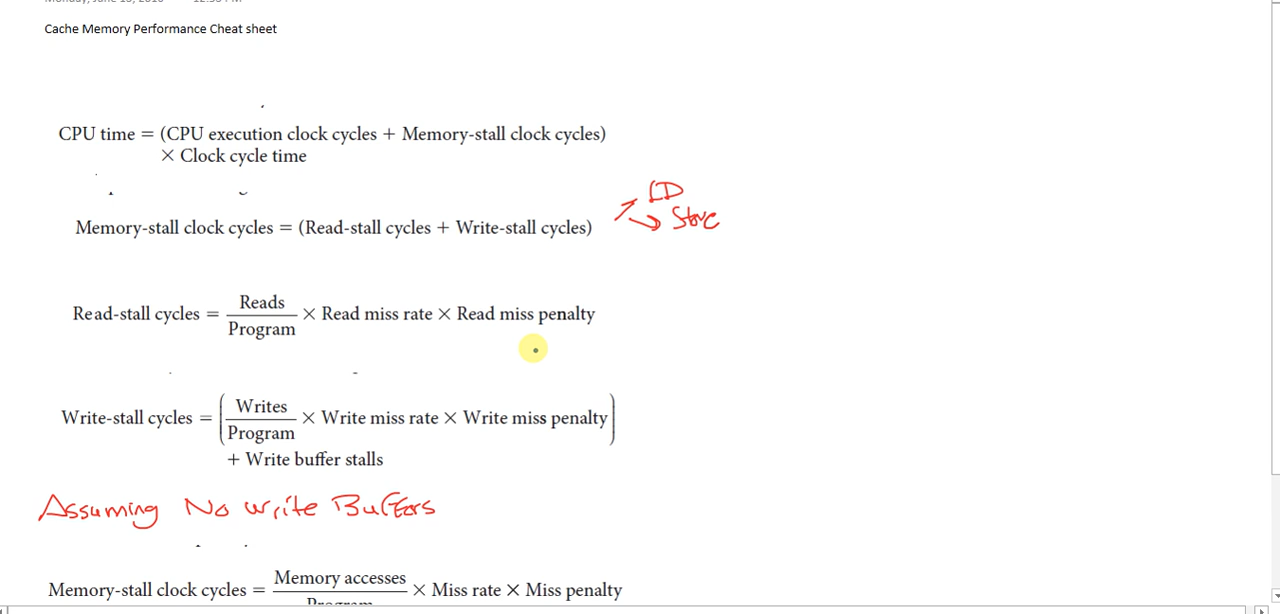 Cache Memory Performance Cheat sheet
CPU time = (CPU execution clock cycles + Memory-stall clock cycles)
× Clock cycle time
LD
Store
Memory-stall clock cycles = (Read-stall cycles + Write-stall cycles)
Read-stall cycles = Reads / Program × Read miss rate × Read miss penalty
Write-stall cycles = (Writes / Program × Write miss rate × Write miss penalty)
+ Write buffer stalls
Assuming No write Buffers
Memory-stall clock cycles = Memory accesses / Program × Miss rate × Miss penalty